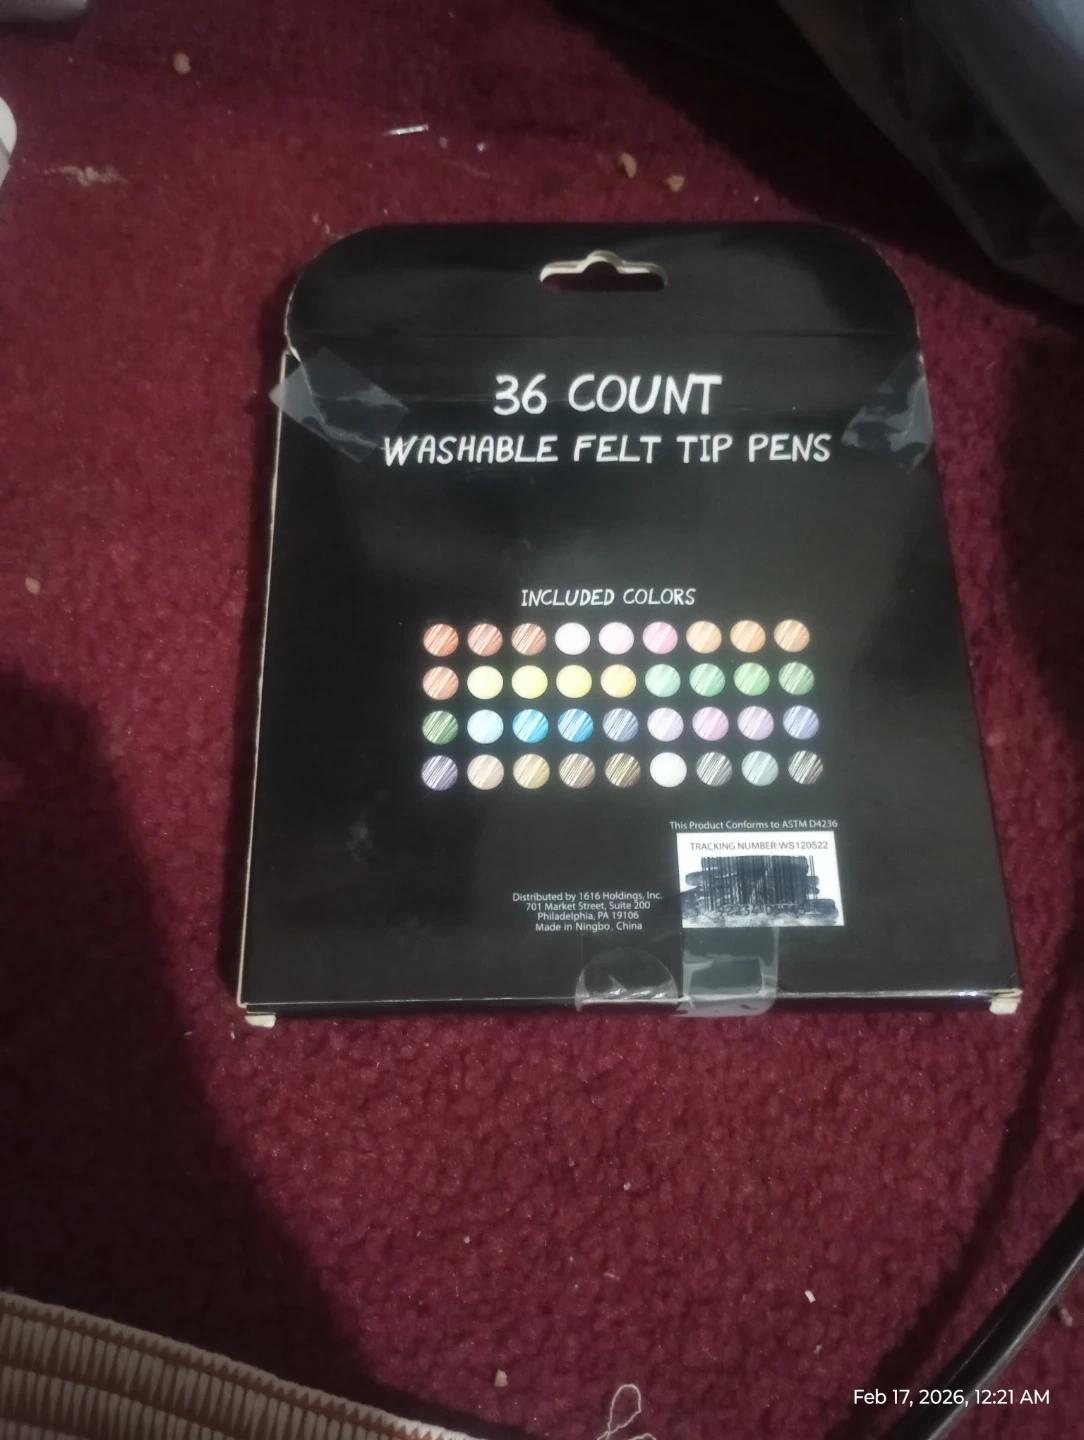 36 COUNT
WASHABLE FELT TIP PENS
INCLUDED COLORS
This Product Conforms to ASTM D4236
TRACKING NUMBER:WS120522
Distributed by 1616 Holdings, Inc.
701 Market Street, Suite 200
Philadelphia, PA 19106
Made in Ningbo, China
Feb 17, 2026, 12:21 AM